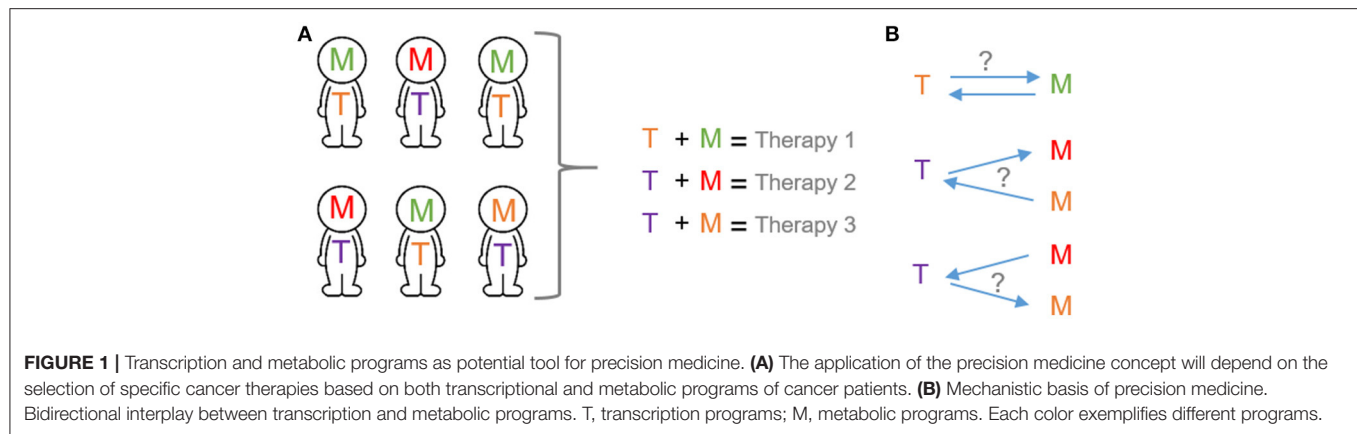 A
M M M
T T T
M M M
T T T
T + M = Therapy 1
T + M = Therapy 2
T + M = Therapy 3
B
T ? M
T ? M
M
T ? M
M
FIGURE 1 | Transcription and metabolic programs as potential tool for precision medicine. (A) The application of the precision medicine concept will depend on the
selection of specific cancer therapies based on both transcriptional and metabolic programs of cancer patients. (B) Mechanistic basis of precision medicine.
Bidirectional interplay between transcription and metabolic programs. T, transcription programs; M, metabolic programs. Each color exemplifies different programs.